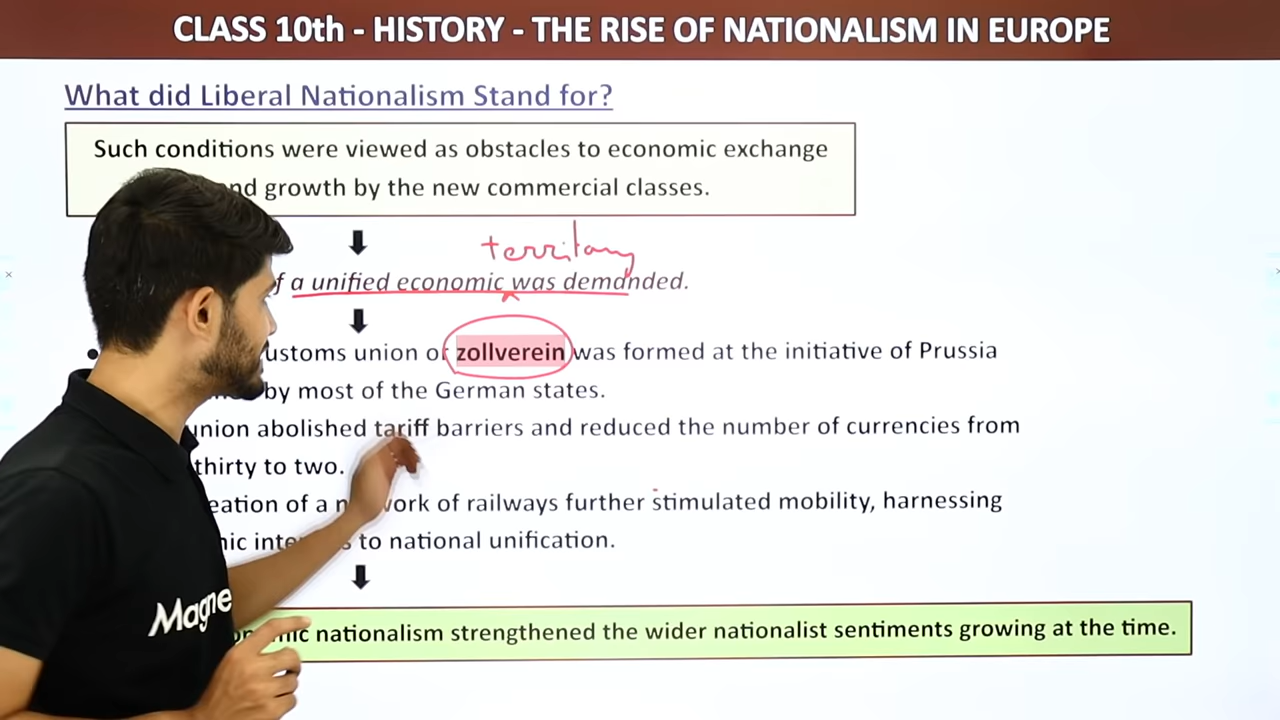 CLASS 10th - HISTORY - THE RISE OF NATIONALISM IN EUROPE
What did Liberal Nationalism Stand for?
Such conditions were viewed as obstacles to economic exchange
nd growth by the new commercial classes.
territory
f a unified economic ^ was demanded.
ustoms union or zollverein was formed at the initiative of Prussia
by most of the German states.
union abolished tariff barriers and reduced the number of currencies from
thirty to two.
eation of a n work of railways further stimulated mobility, harnessing
ic inte s to national unification.
Magne
ic nationalism strengthened the wider nationalist sentiments growing at the time.